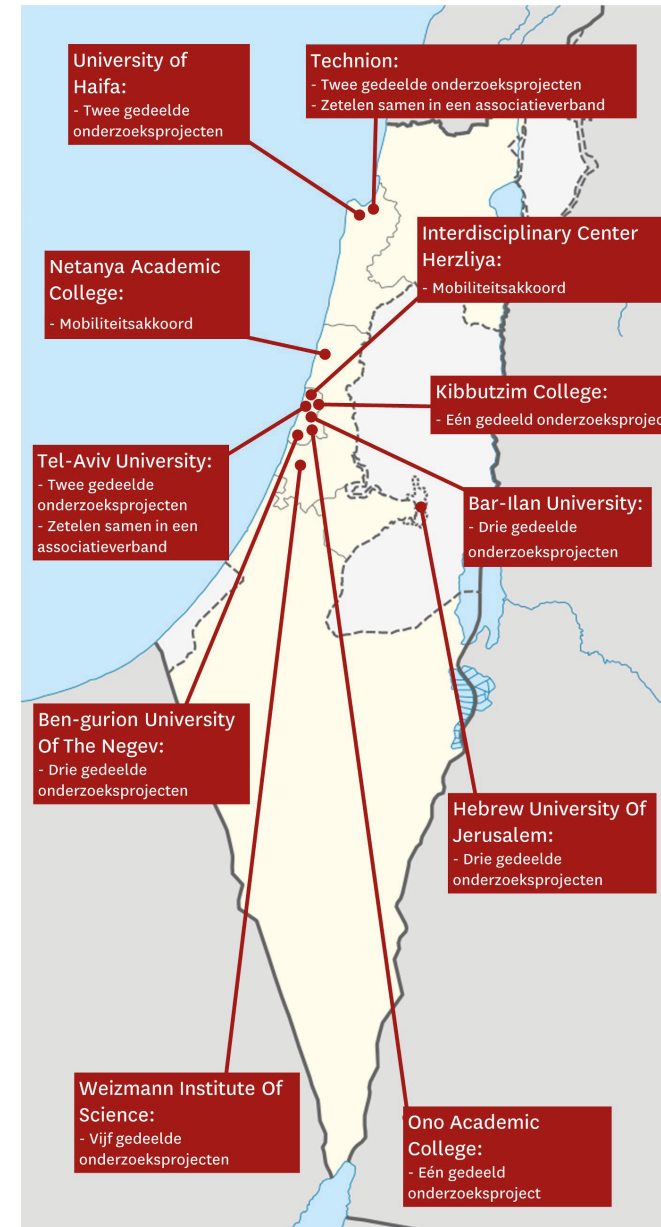 University of
Haifa:
- Twee gedeelde
onderzoeksprojecten
Technion:
- Twee gedeelde onderzoeksprojecten
- Zetelen samen in een associatieverband
Interdisciplinary Center
Herzliya:
- Mobiliteitsakkoord
Netanya Academic
College:
- Mobiliteitsakkoord
Kibbutzim College:
- Eén gedeeld onderzoeksprojec
Tel-Aviv University:
- Twee gedeelde
onderzoeksprojecten
- Zetelen samen in een
associatieverband
Bar-Ilan University:
- Drie gedeelde
onderzoeksprojecten
Ben-gurion University
Of The Negev:
- Drie gedeelde
onderzoeksprojecten
Hebrew University Of
Jerusalem:
- Drie gedeelde
onderzoeksprojecten
Weizmann Institute Of
Science:
- Vijf gedeelde
onderzoeksprojecten
Ono Academic
College:
- Eén gedeeld
onderzoeksproject